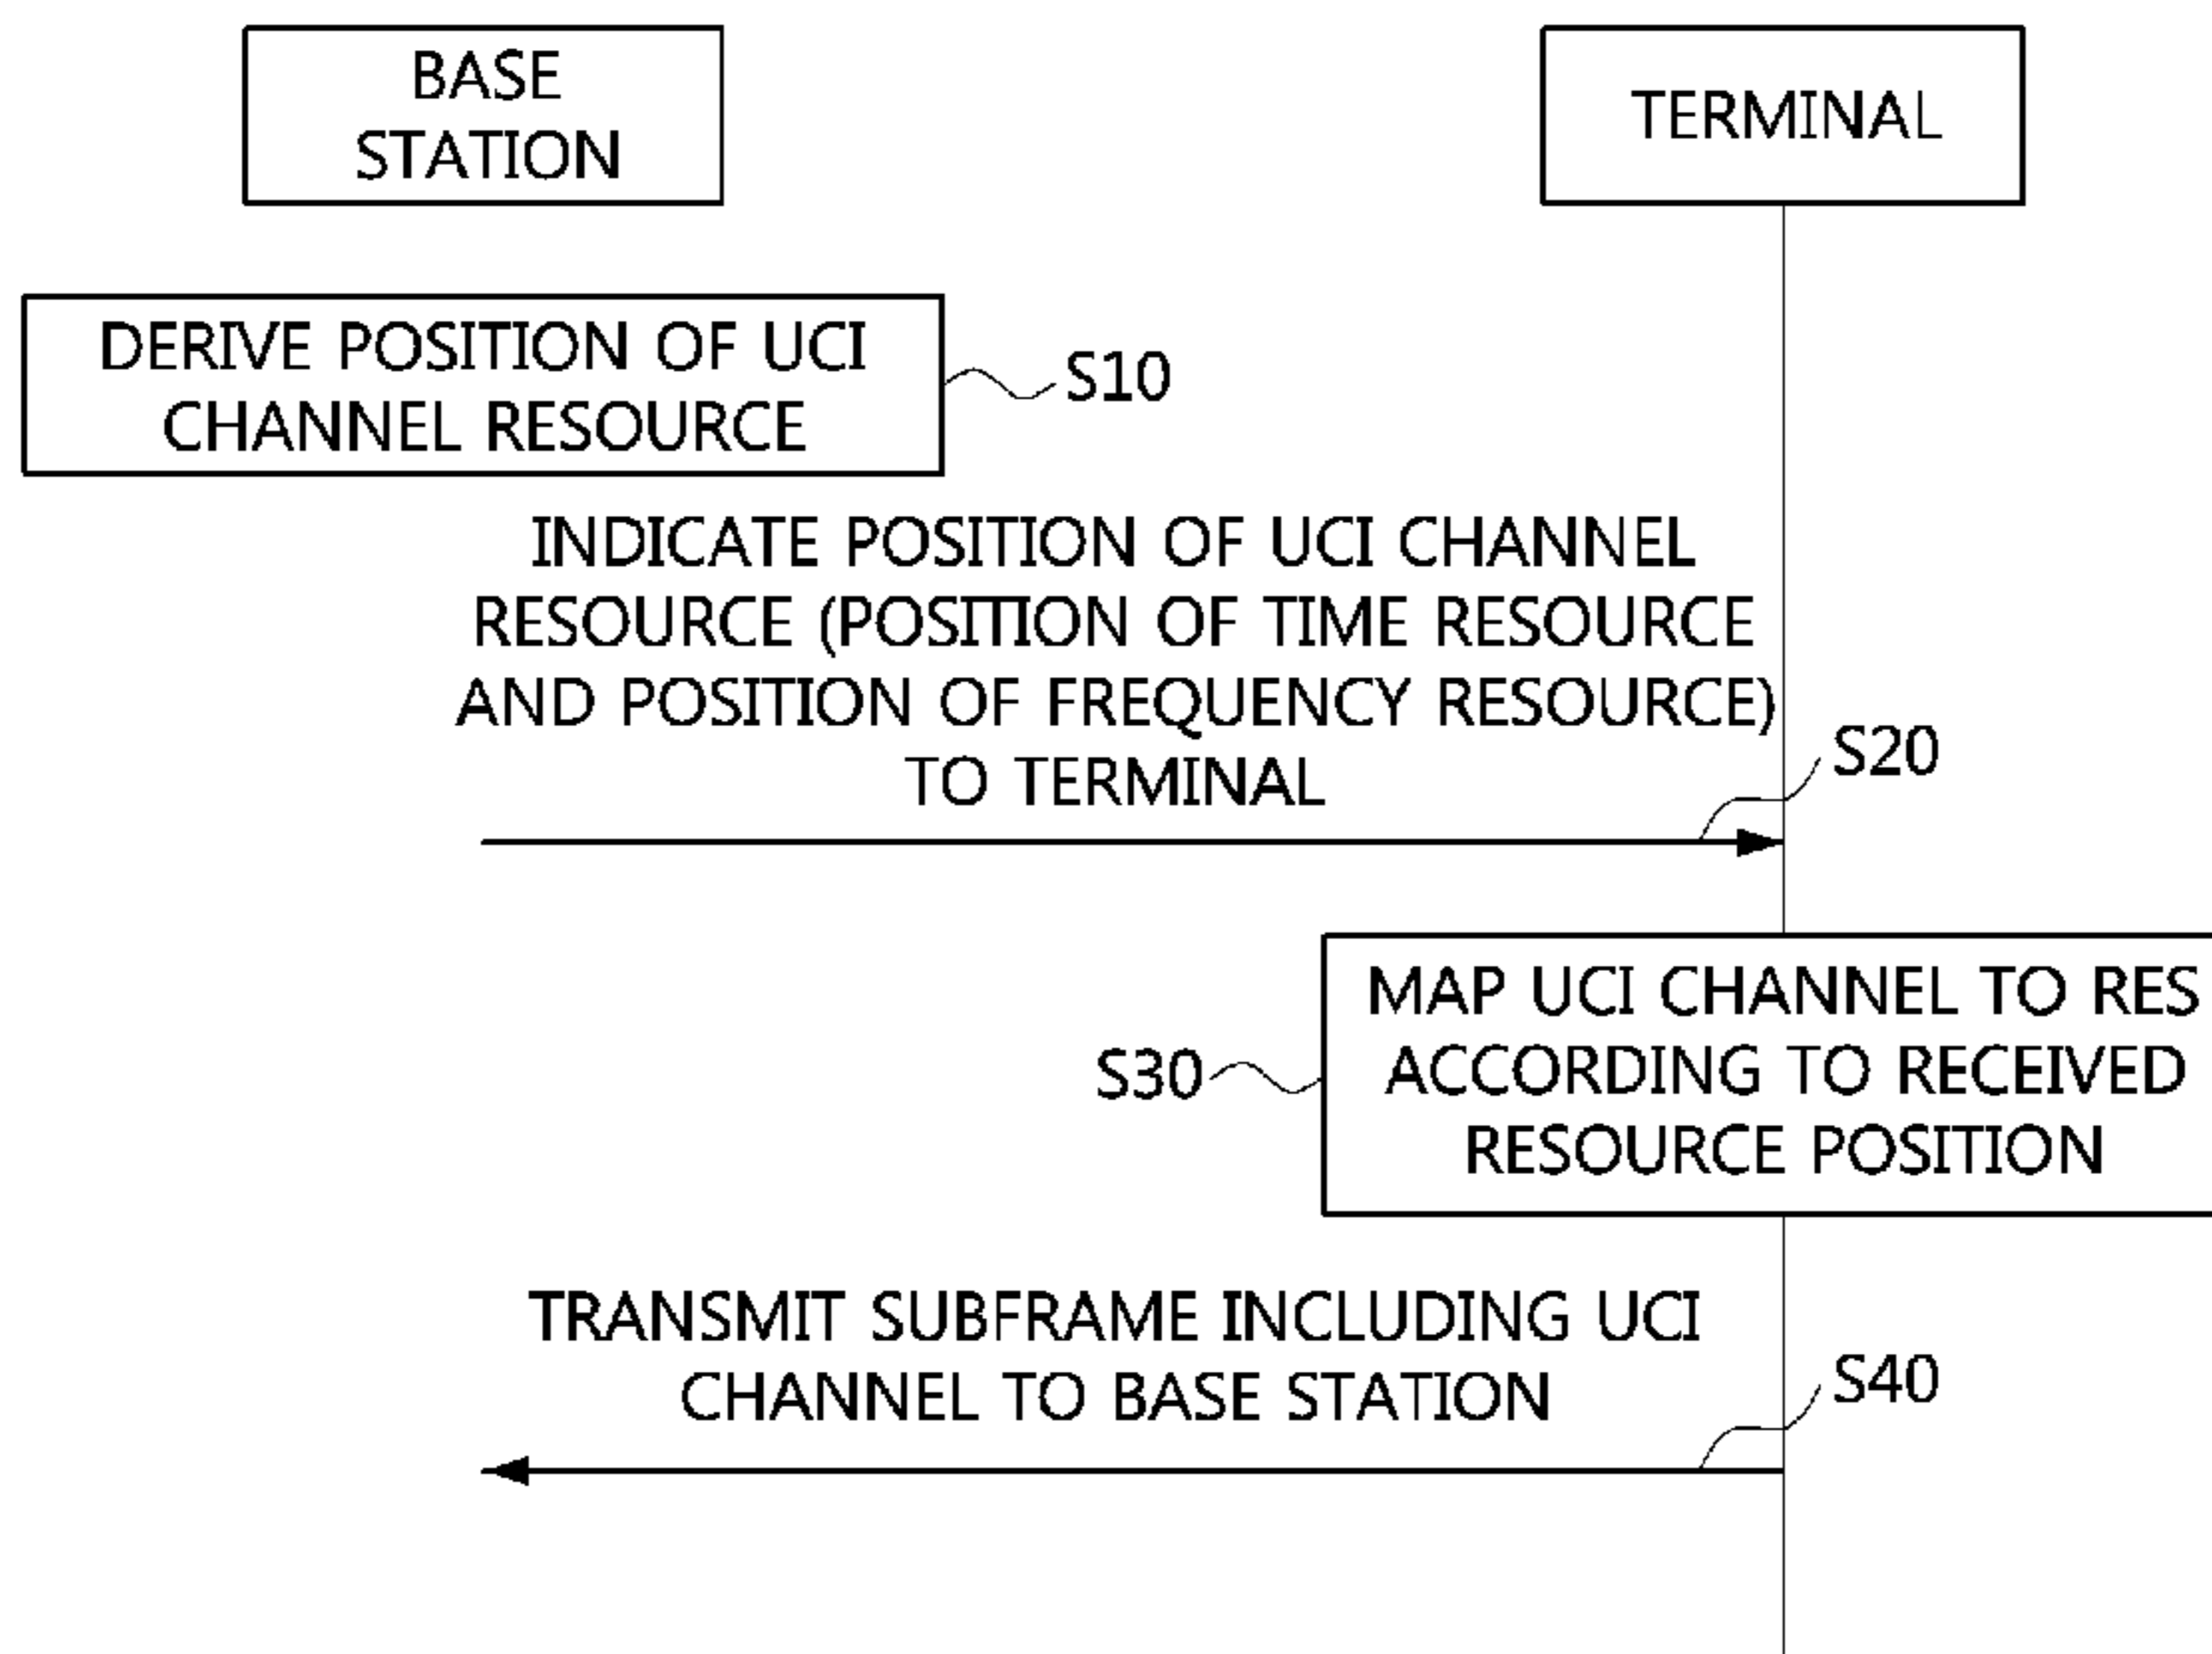 BASE
STATION
TERMINAL
DERIVE POSITION OF UCI
CHANNEL RESOURCE
S10
INDICATE POSITION OF UCI CHANNEL
RESOURCE (POSITION OF TIME RESOURCE
AND POSITION OF FREQUENCY RESOURCE)
TO TERMINAL
S20
MAP UCI CHANNEL TO RES
ACCORDING TO RECEIVED
RESOURCE POSITION
S30
TRANSMIT SUBFRAME INCLUDING UCI
CHANNEL TO BASE STATION
S40